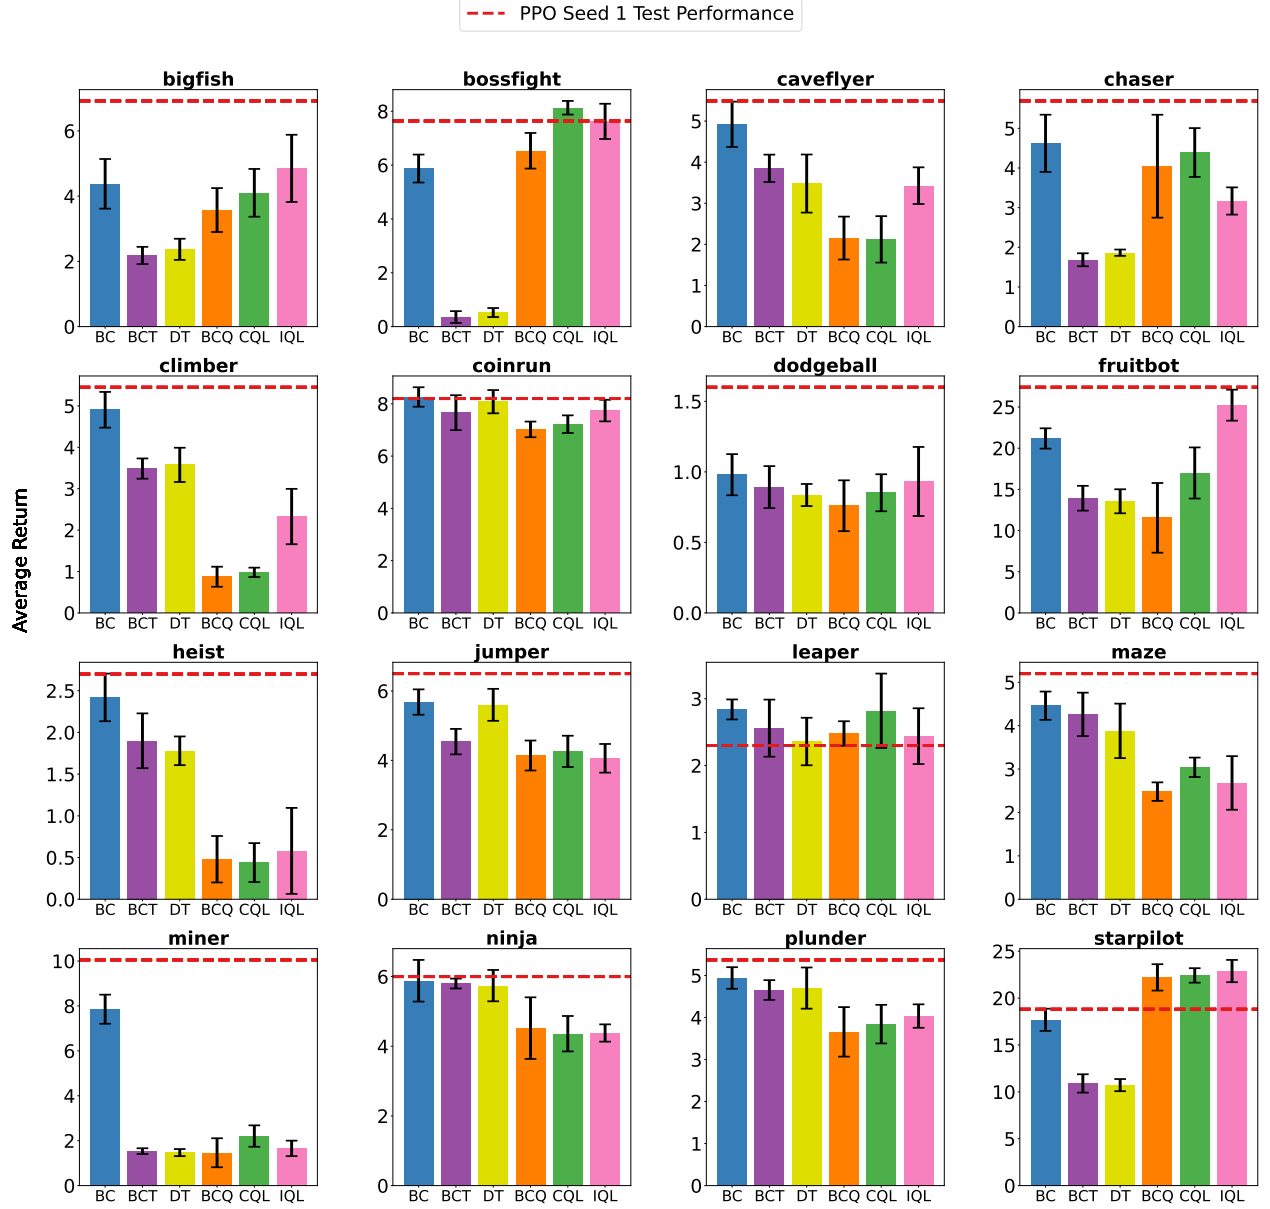 PPO Seed 1 Test Performance
Average Return
bigfish
6
4
2
0
BC BCT DT BCQ CQL IQL
bossfight
8
6
4
2
0
BC BCT DT BCQ CQL IQL
caveflyer
5
4
3
2
1
0
BC BCT DT BCQ CQL IQL
chaser
5
4
3
2
1
0
BC BCT DT BCQ CQL IQL
climber
5
4
3
2
1
0
BC BCT DT BCQ CQL IQL
coinrun
8
6
4
2
0
BC BCT DT BCQ CQL IQL
dodgeball
1.5
1.0
0.5
0.0
BC BCT DT BCQ CQL IQL
fruitbot
25
20
15
10
5
0
BC BCT DT BCQ CQL IQL
heist
2.5
2.0
1.5
1.0
0.5
0.0
BC BCT DT BCQ CQL IQL
jumper
6
4
2
0
BC BCT DT BCQ CQL IQL
leaper
3
2
1
0
BC BCT DT BCQ CQL IQL
maze
5
4
3
2
1
0
BC BCT DT BCQ CQL IQL
miner
10
8
6
4
2
0
BC BCT DT BCQ CQL IQL
ninja
6
4
2
0
BC BCT DT BCQ CQL IQL
plunder
5
4
3
2
1
0
BC BCT DT BCQ CQL IQL
starpilot
25
20
15
10
5
0
BC BCT DT BCQ CQL IQL